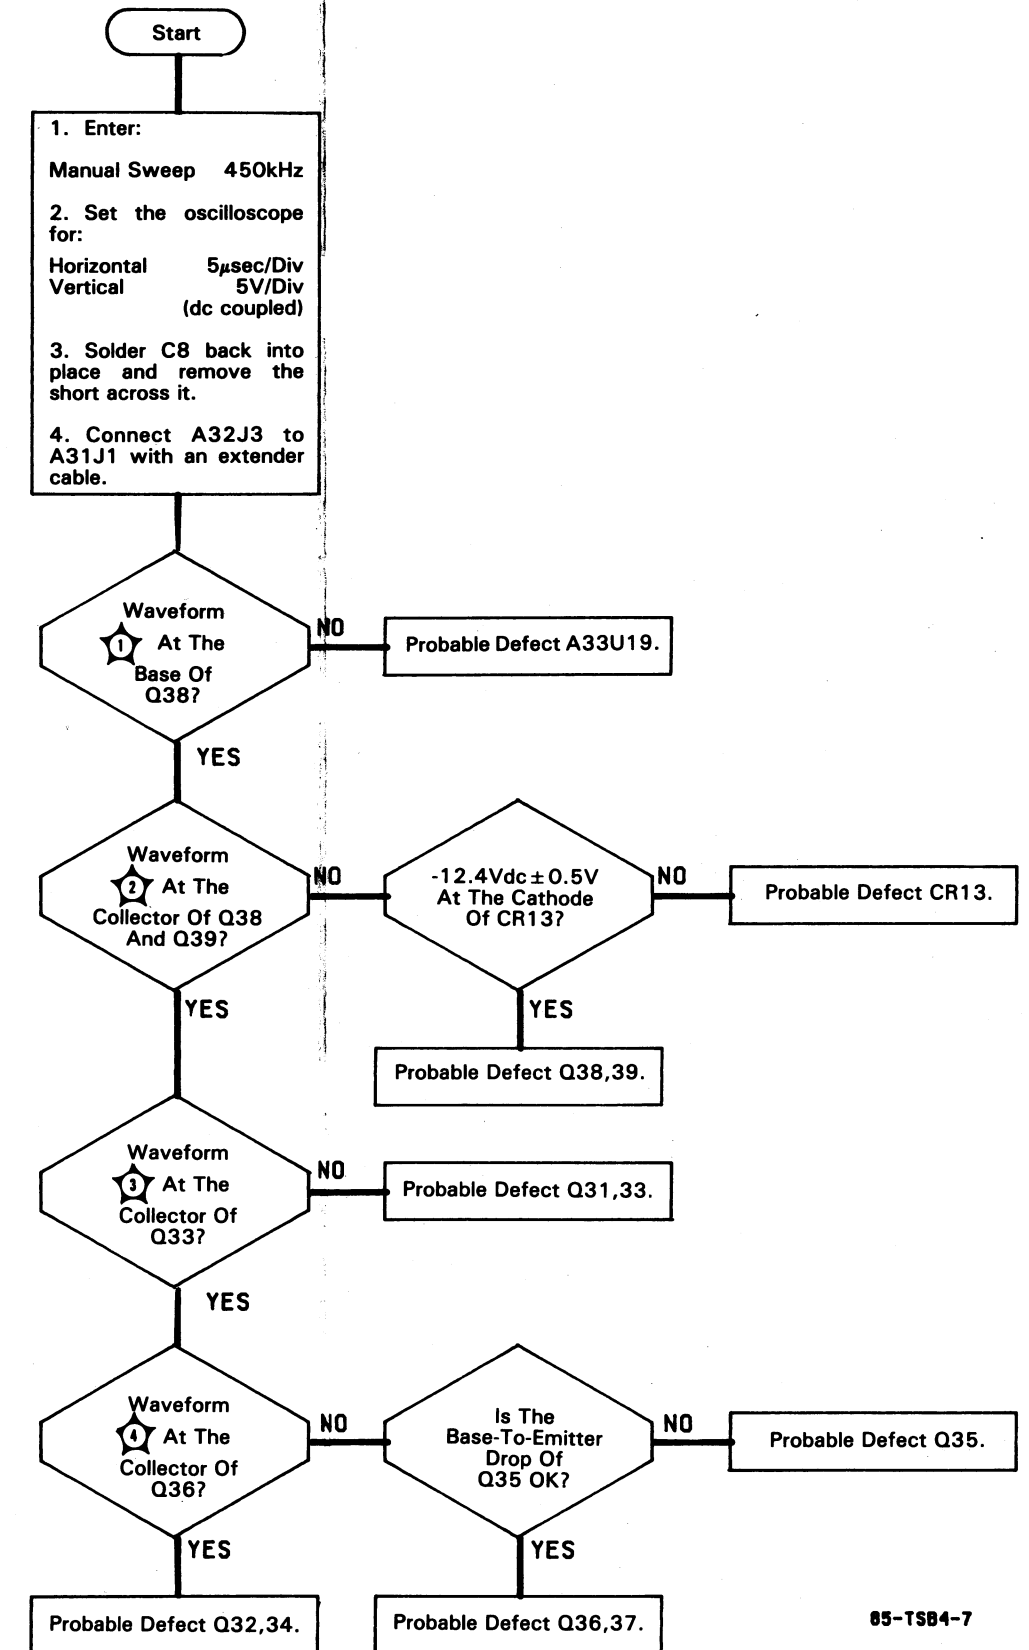 Start
1. Enter:
Manual Sweep 450kHz
2. Set the oscilloscope
for:
Horizontal 5μsec/Div
Vertical 5V/Div
(dc coupled)
3. Solder C8 back into
place and remove the
short across it.
4. Connect A32J3 to
A31J1 with an extender
cable.
Waveform
1 At The
Base Of
Q38?
NO
Probable Defect A33U19.
YES
Waveform
2 At The
Collector Of Q38
And Q39?
NO
-12.4Vdc±0.5V
At The Cathode
Of CR13?
NO
Probable Defect CR13.
YES
YES
Probable Defect Q38,39.
Waveform
3 At The
Collector Of
Q33?
NO
Probable Defect Q31,33.
YES
Waveform
4 At The
Collector Of
Q36?
NO
Is The
Base-To-Emitter
Drop Of
Q35 OK?
NO
Probable Defect Q35.
YES
YES
Probable Defect Q32,34.
Probable Defect Q36,37.
85-TSB4-7